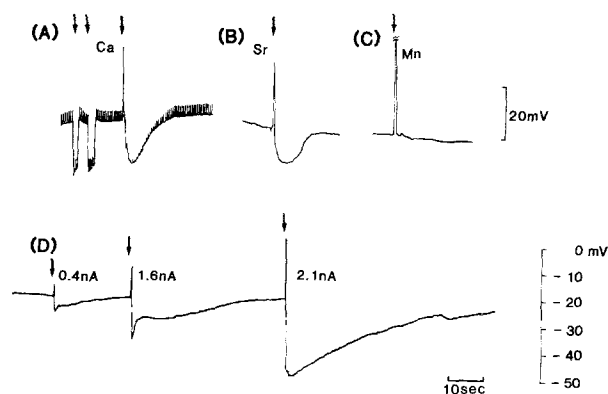 (A) Ca (B) Sr (C) Mn
20mV
(D) 0.4nA 1.6nA 2.1nA
0 mV
- 10
- 20
- 30
- 40
- 50
10sec